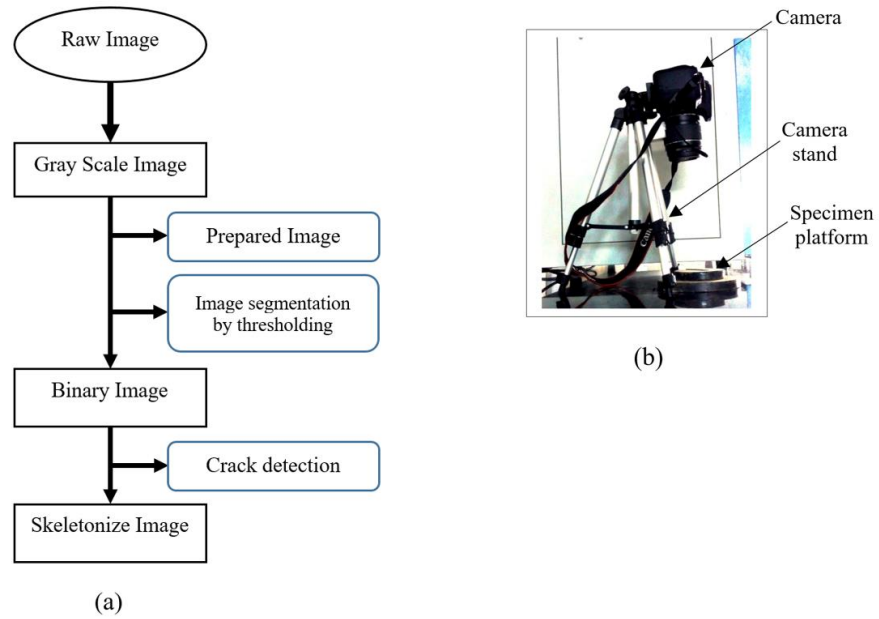 Raw Image
Gray Scale Image
Prepared Image
Image segmentation
by thresholding
Binary Image
Crack detection
Skeletonize Image
(a)
Camera
Camera
stand
Specimen
platform
(b)